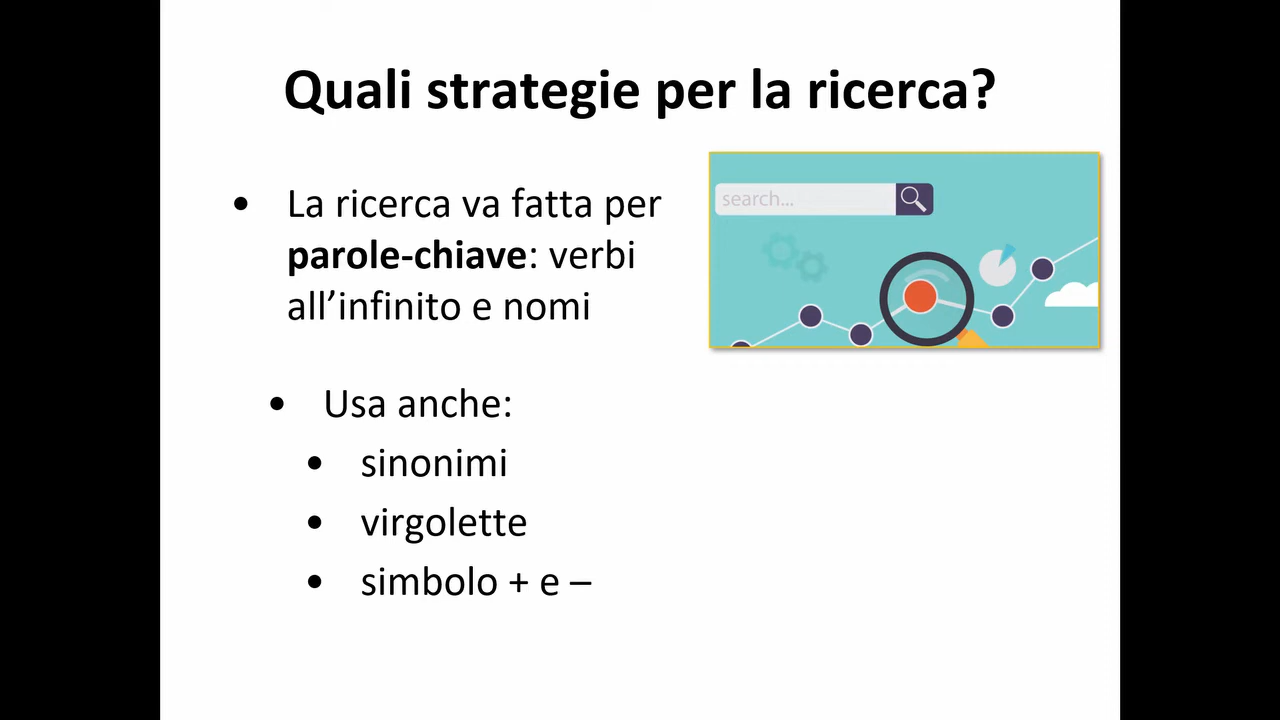 Quali strategie per la ricerca?
• La ricerca va fatta per
parole-chiave: verbi
all’infinito e nomi
search...
• Usa anche:
• sinonimi
• virgolette
• simbolo + e –